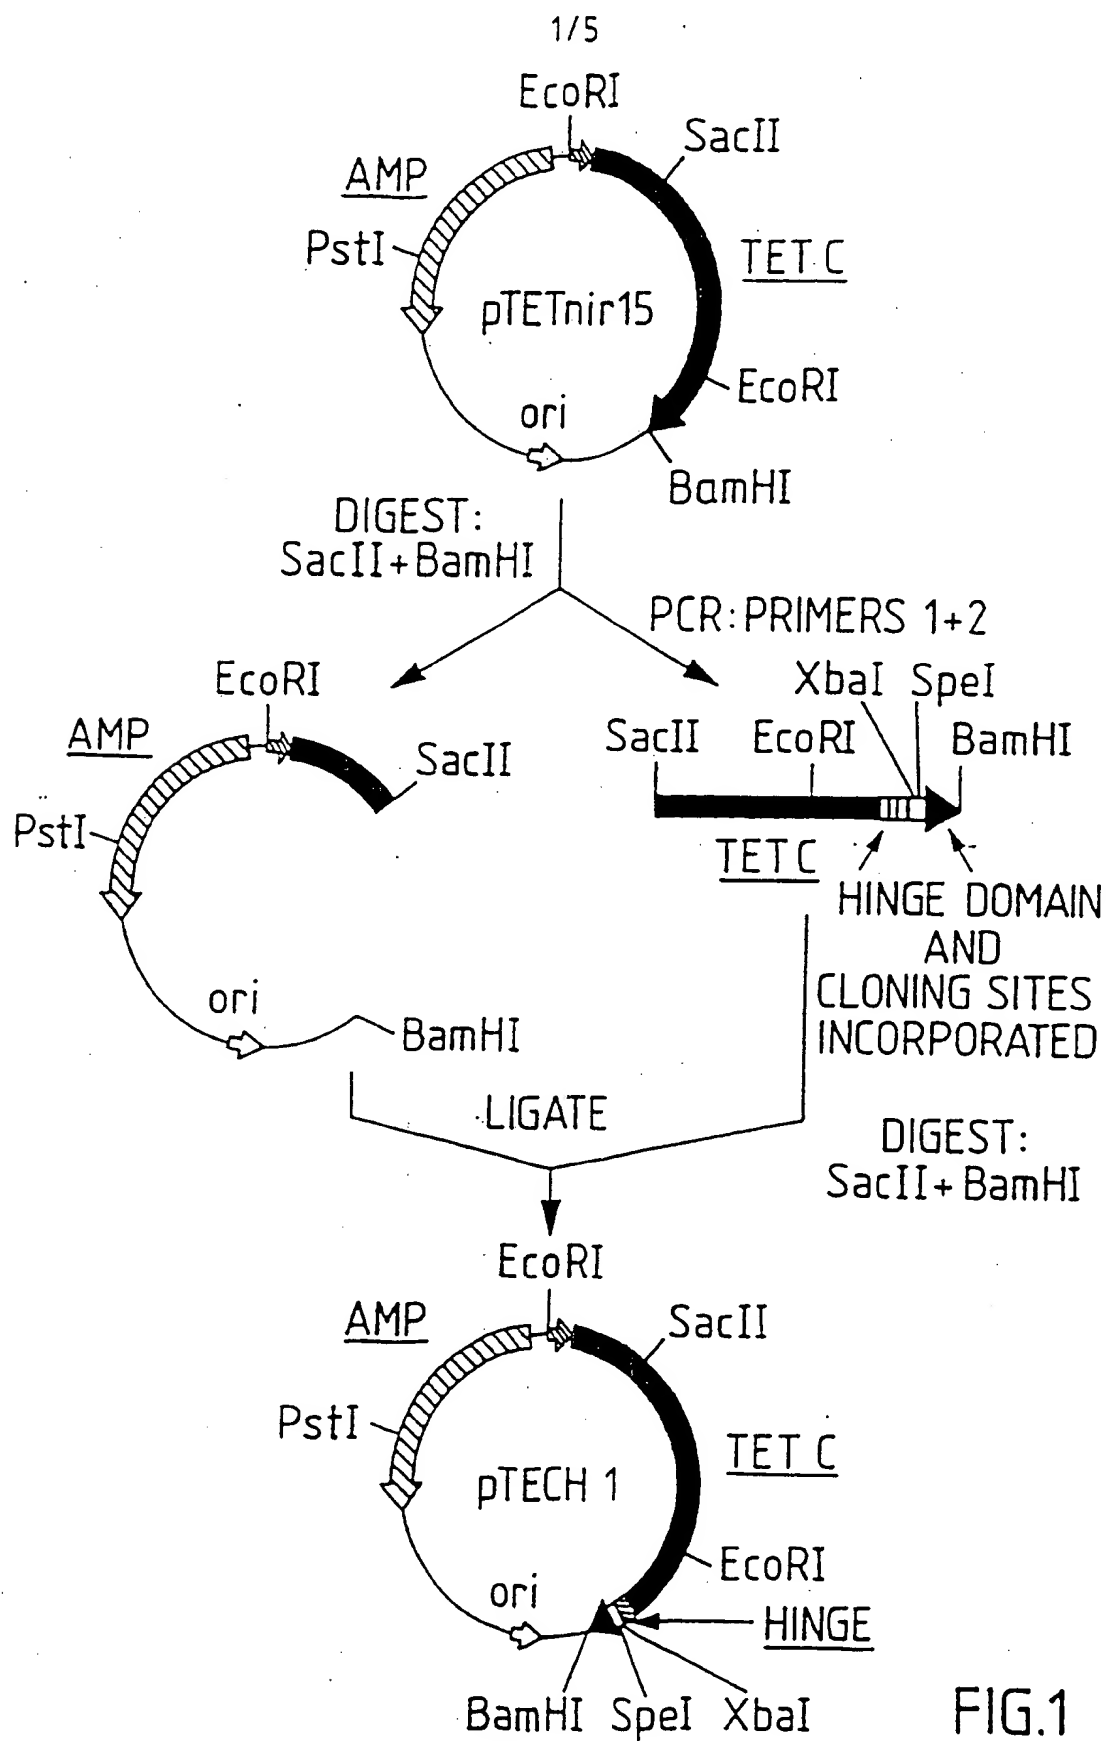 1/5
EcoRI
SacII
AMP
PstI
TET C
pTETnir15
EcoRI
ori
BamHI
DIGEST:
SacII+BamHI
PCR: PRIMERS 1+2
EcoRI
XbaI SpeI
AMP
SacII
SacII EcoRI BamHI
PstI
TET C
HINGE DOMAIN
AND
CLONING SITES
INCORPORATED
ori
BamHI
LIGATE
DIGEST:
SacII+BamHI
EcoRI
AMP
SacII
PstI
TET C
pTECH 1
EcoRI
ori
HINGE
BamHI SpeI XbaI
FIG.1